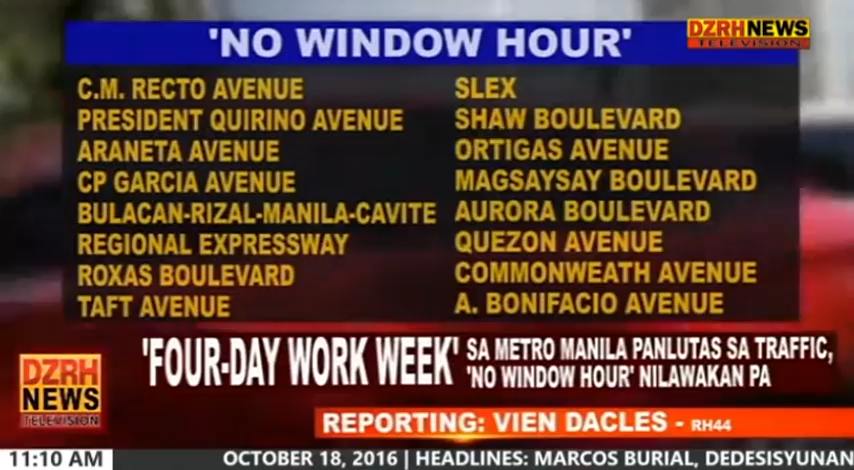 'NO WINDOW HOUR'
DZRH NEWS
TELEVISION
C.M. RECTO AVENUE
PRESIDENT QUIRINO AVENUE
ARANETA AVENUE
CP GARCIA AVENUE
BULACAN-RIZAL-MANILA-CAVITE
REGIONAL EXPRESSWAY
ROXAS BOULEVARD
TAFT AVENUE
SLEX
SHAW BOULEVARD
ORTIGAS AVENUE
MAGSAYSAY BOULEVARD
AURORA BOULEVARD
QUEZON AVENUE
COMMONWEATH AVENUE
A. BONIFACIO AVENUE
'FOUR-DAY WORK WEEK' SA METRO MANILA PANLUTAS SA TRAFFIC,
'NO WINDOW HOUR' NILAWAKAN PA
DZRH
NEWS
TELEVISION
REPORTING: VIEN DACLES - RH44
11:10 AM
OCTOBER 18, 2016 | HEADLINES: MARCOS BURIAL, DEDESISYUNAN